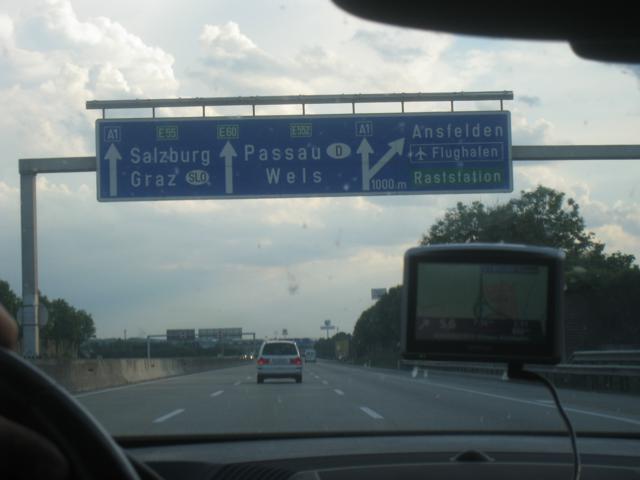 A1 E55 E60 E552 A1
Salzburg
Graz SLO
Passau D
Wels
Ansfelden
Flughafen
Raststation
1000 m